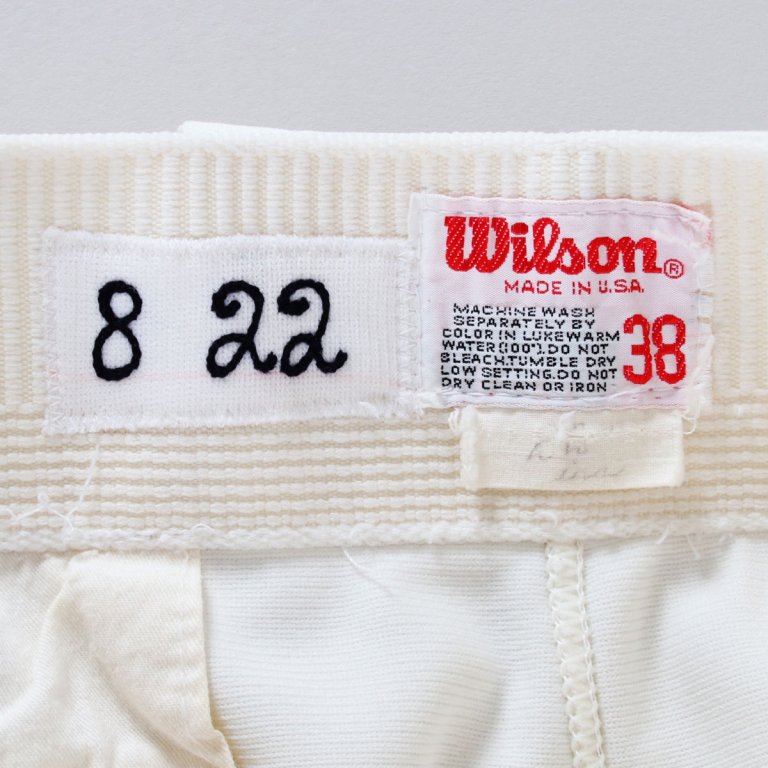 8 22
Wilson®
MADE IN U.S.A.
MACHINE WASH
SEPARATELY BY
COLOR IN LUKEWARM
WATER (100°). DO NOT
BLEACH.TUMBLE DRY
LOW SETTING.DO NOT
DRY CLEAN OR IRON
38